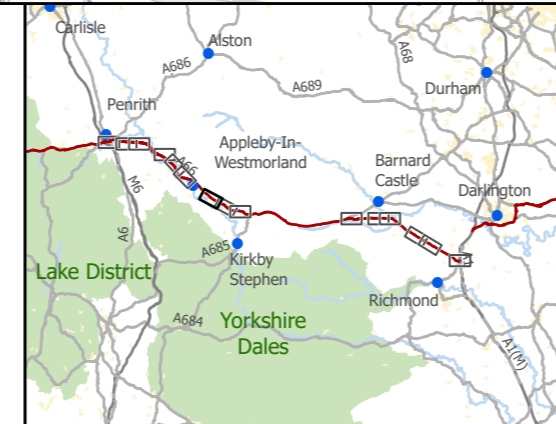 Carlisle
Alston
A686
A689
A68
Durham
Penrith
Appleby-In-
Westmorland
A66
Barnard
Castle
Darlington
M6
A6
A685
Kirkby
Stephen
Lake District
Richmond
A684
Yorkshire
Dales
A1(M)